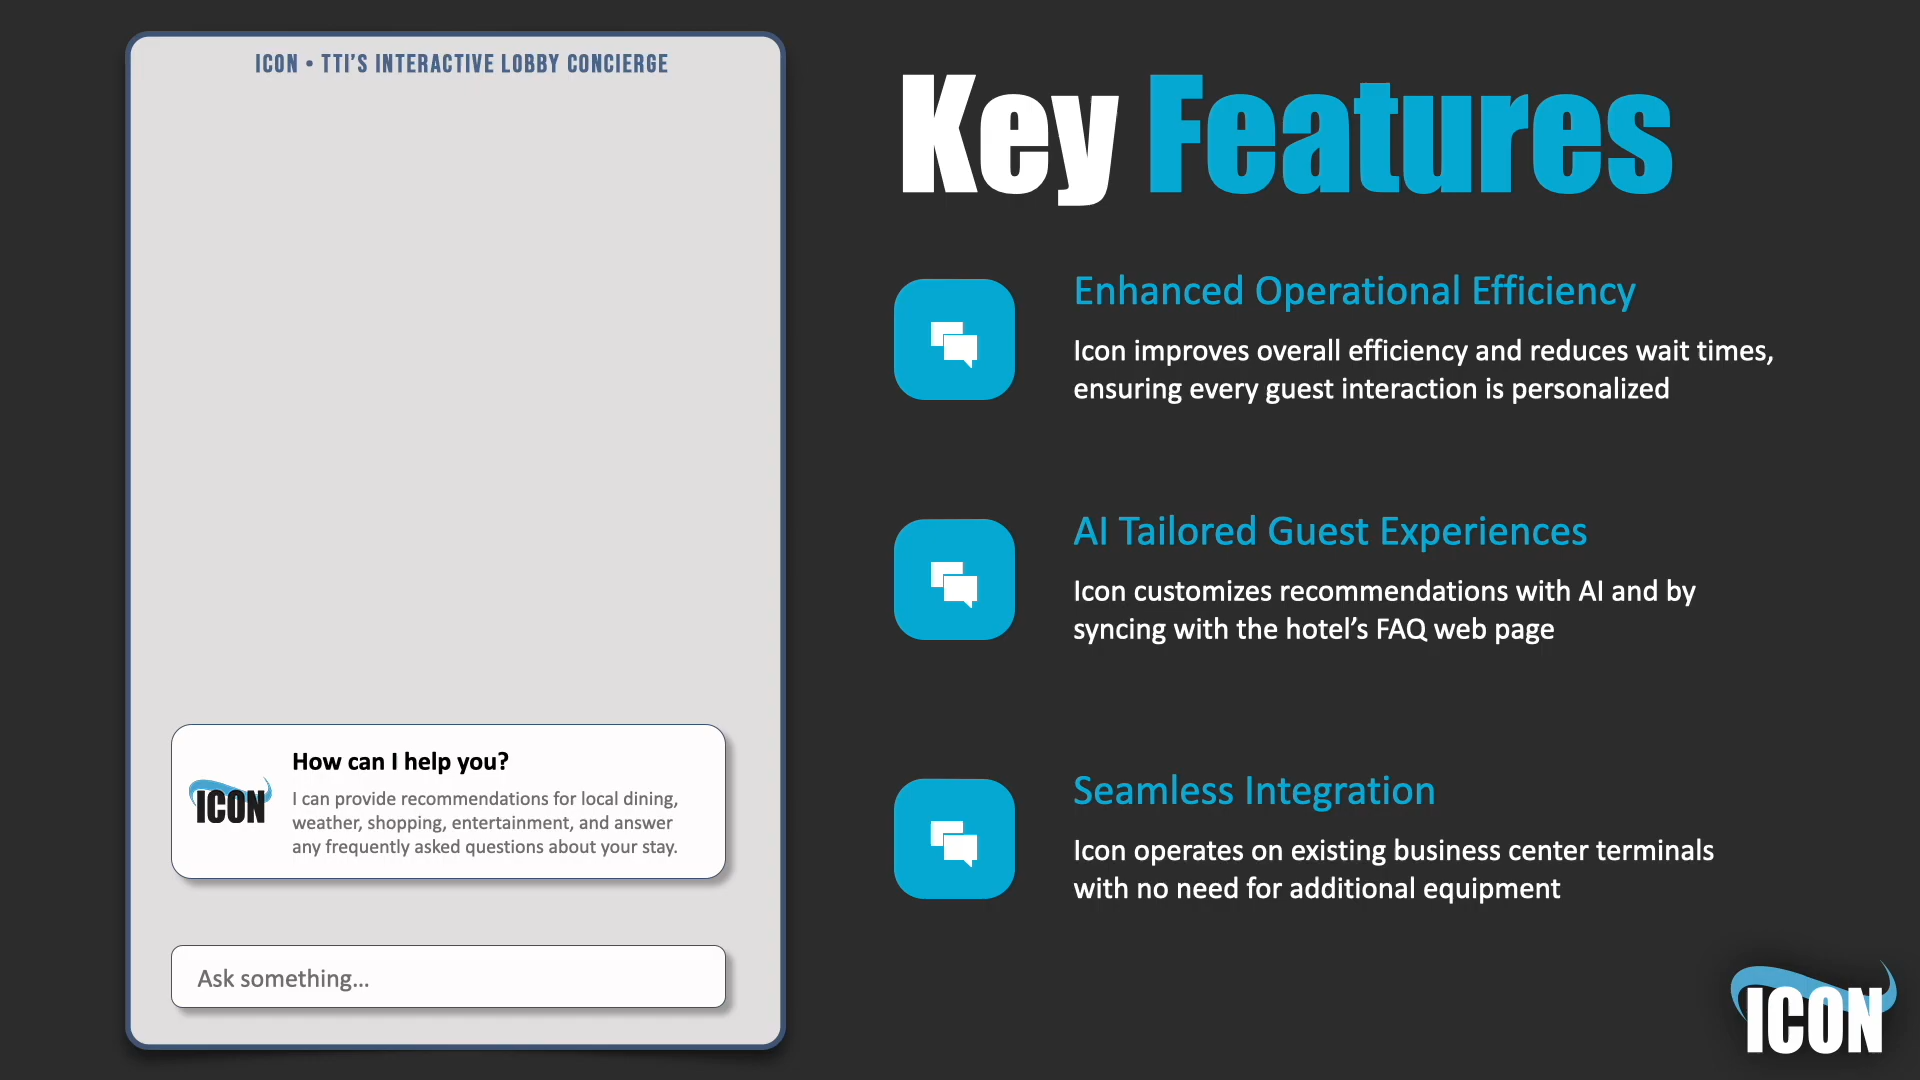 ICON • TTI'S INTERACTIVE LOBBY CONCIERGE
How can I help you?
ICON
I can provide recommendations for local dining,
weather, shopping, entertainment, and answer
any frequently asked questions about your stay.
Ask something...
Key Features
Enhanced Operational Efficiency
Icon improves overall efficiency and reduces wait times,
ensuring every guest interaction is personalized
AI Tailored Guest Experiences
Icon customizes recommendations with AI and by
syncing with the hotel’s FAQ web page
Seamless Integration
Icon operates on existing business center terminals
with no need for additional equipment
ICON